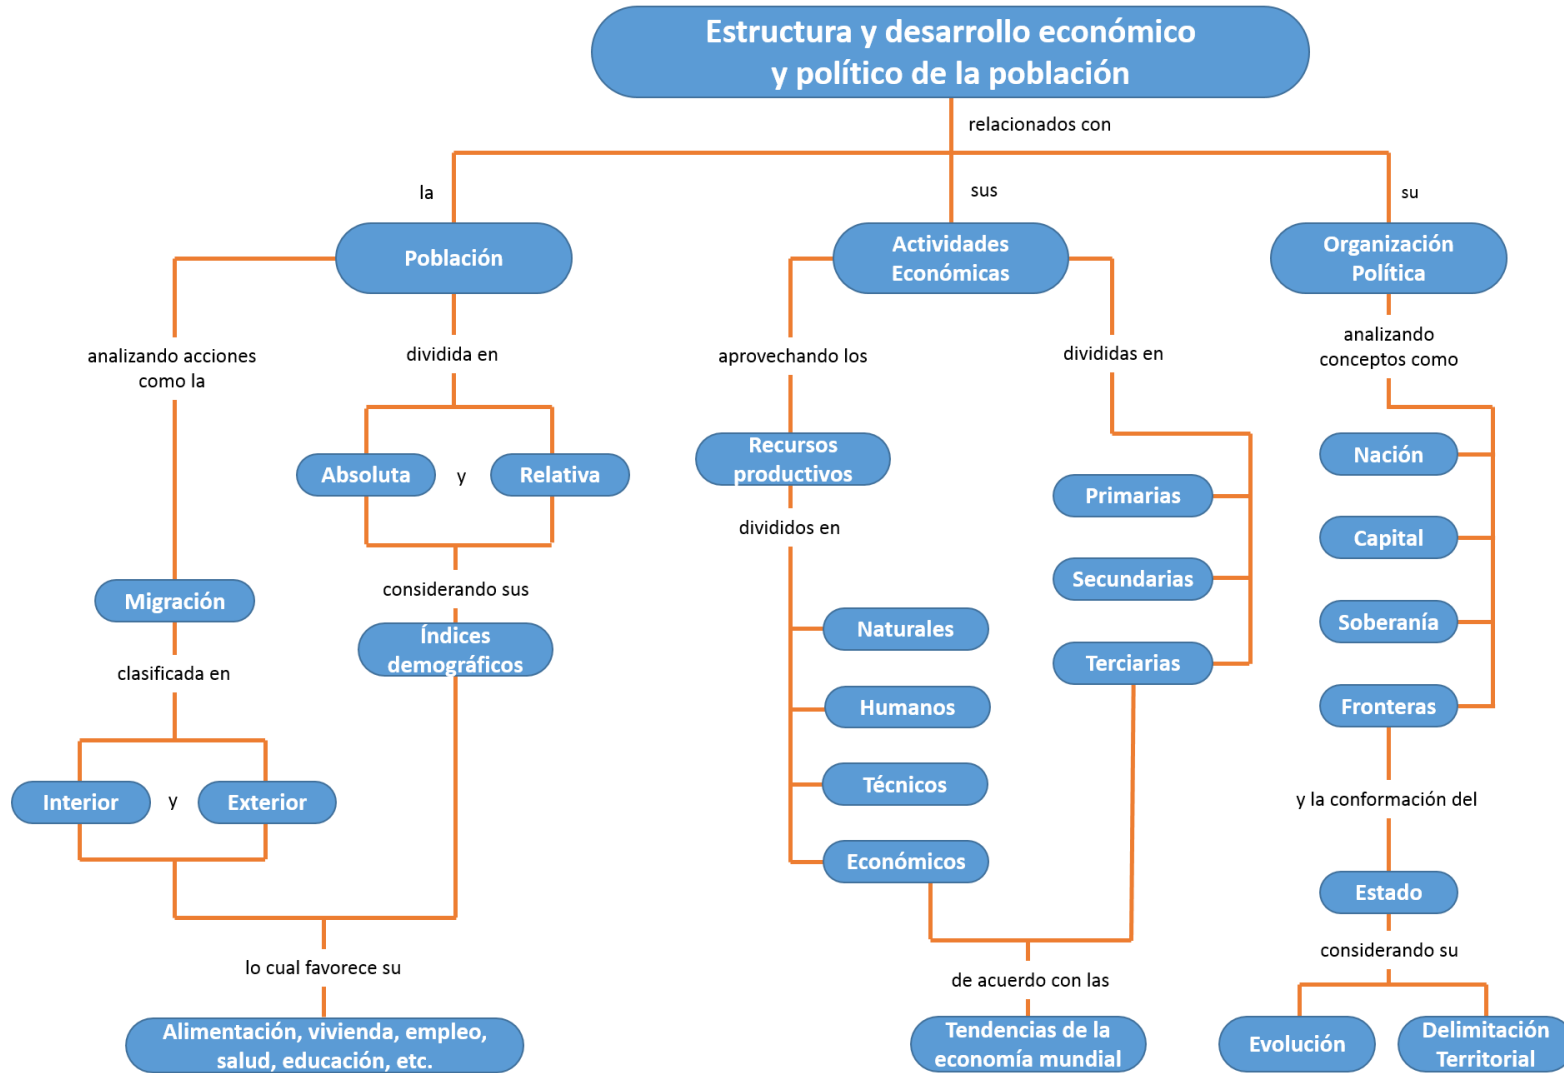 Estructura y desarrollo económico
y político de la población
relacionados con
la
sus
su
Población
Actividades
Económicas
Organización
Política
analizando acciones
como la
dividida en
aprovechando los
divididas en
analizando
conceptos como
Absoluta
y
Relativa
Recursos
productivos
Nación
Primarias
divididos en
Capital
Secundarias
considerando sus
Migración
Índices
demográficos
Naturales
Soberanía
Terciarias
clasificada en
Humanos
Fronteras
Técnicos
Interior
y
Exterior
y la conformación del
Económicos
Estado
lo cual favorece su
de acuerdo con las
considerando su
Alimentación, vivienda, empleo,
salud, educación, etc.
Tendencias de la
economía mundial
Evolución
Delimitación
Territorial